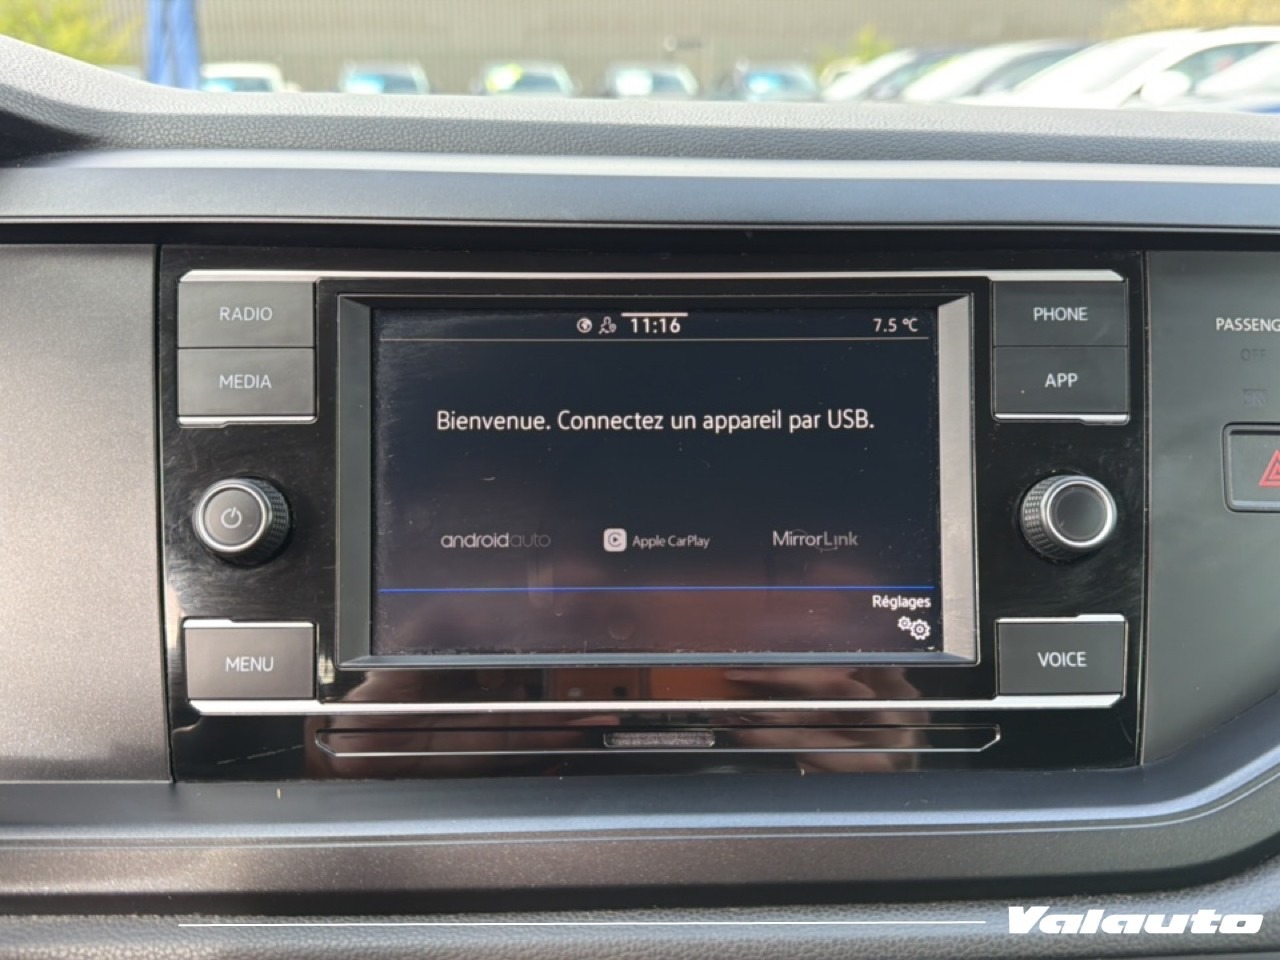 RADIO
MEDIA
MENU
11:16
7.5 °C
Bienvenue. Connectez un appareil par USB.
androidauto
Apple CarPlay
MirrorLink
Réglages
PHONE
APP
VOICE
PASSENG
OFF
Valauto